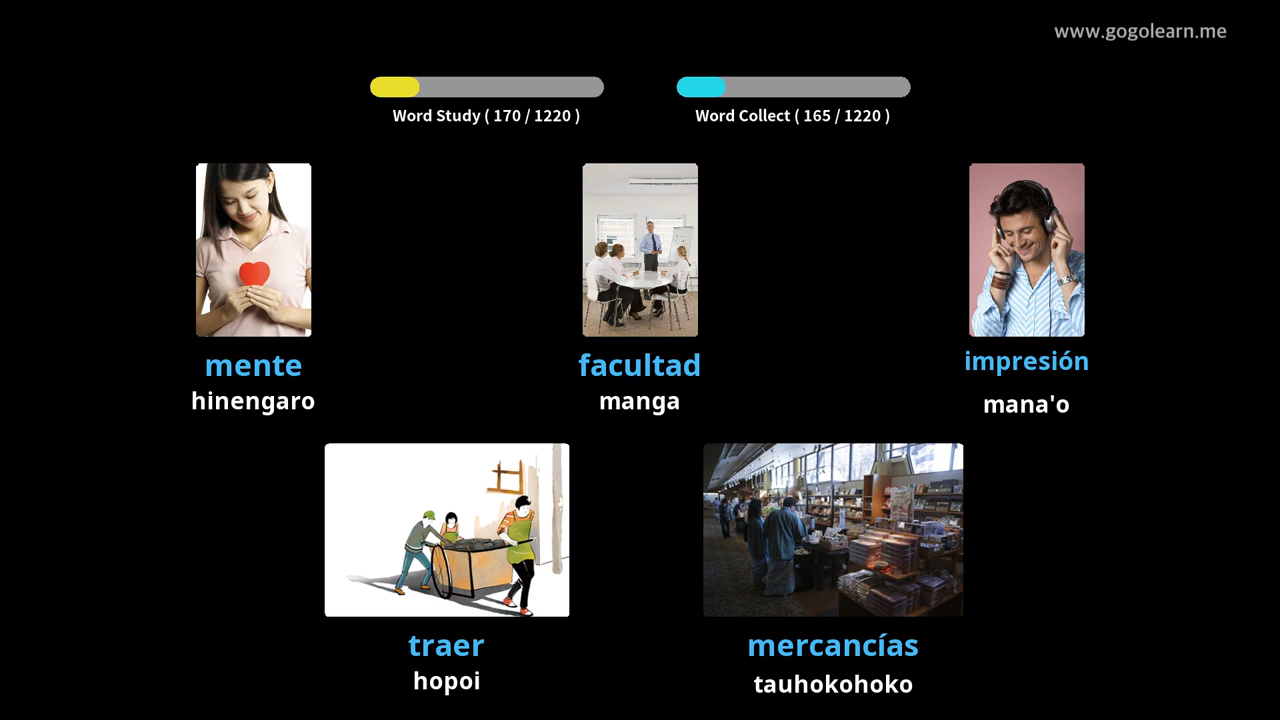 www.gogolearn.me
Word Study ( 170 / 1220 )
Word Collect ( 165 / 1220 )
mente
hinengaro
facultad
manga
impresión
mana'o
traer
hopoi
mercancías
tauhokohoko